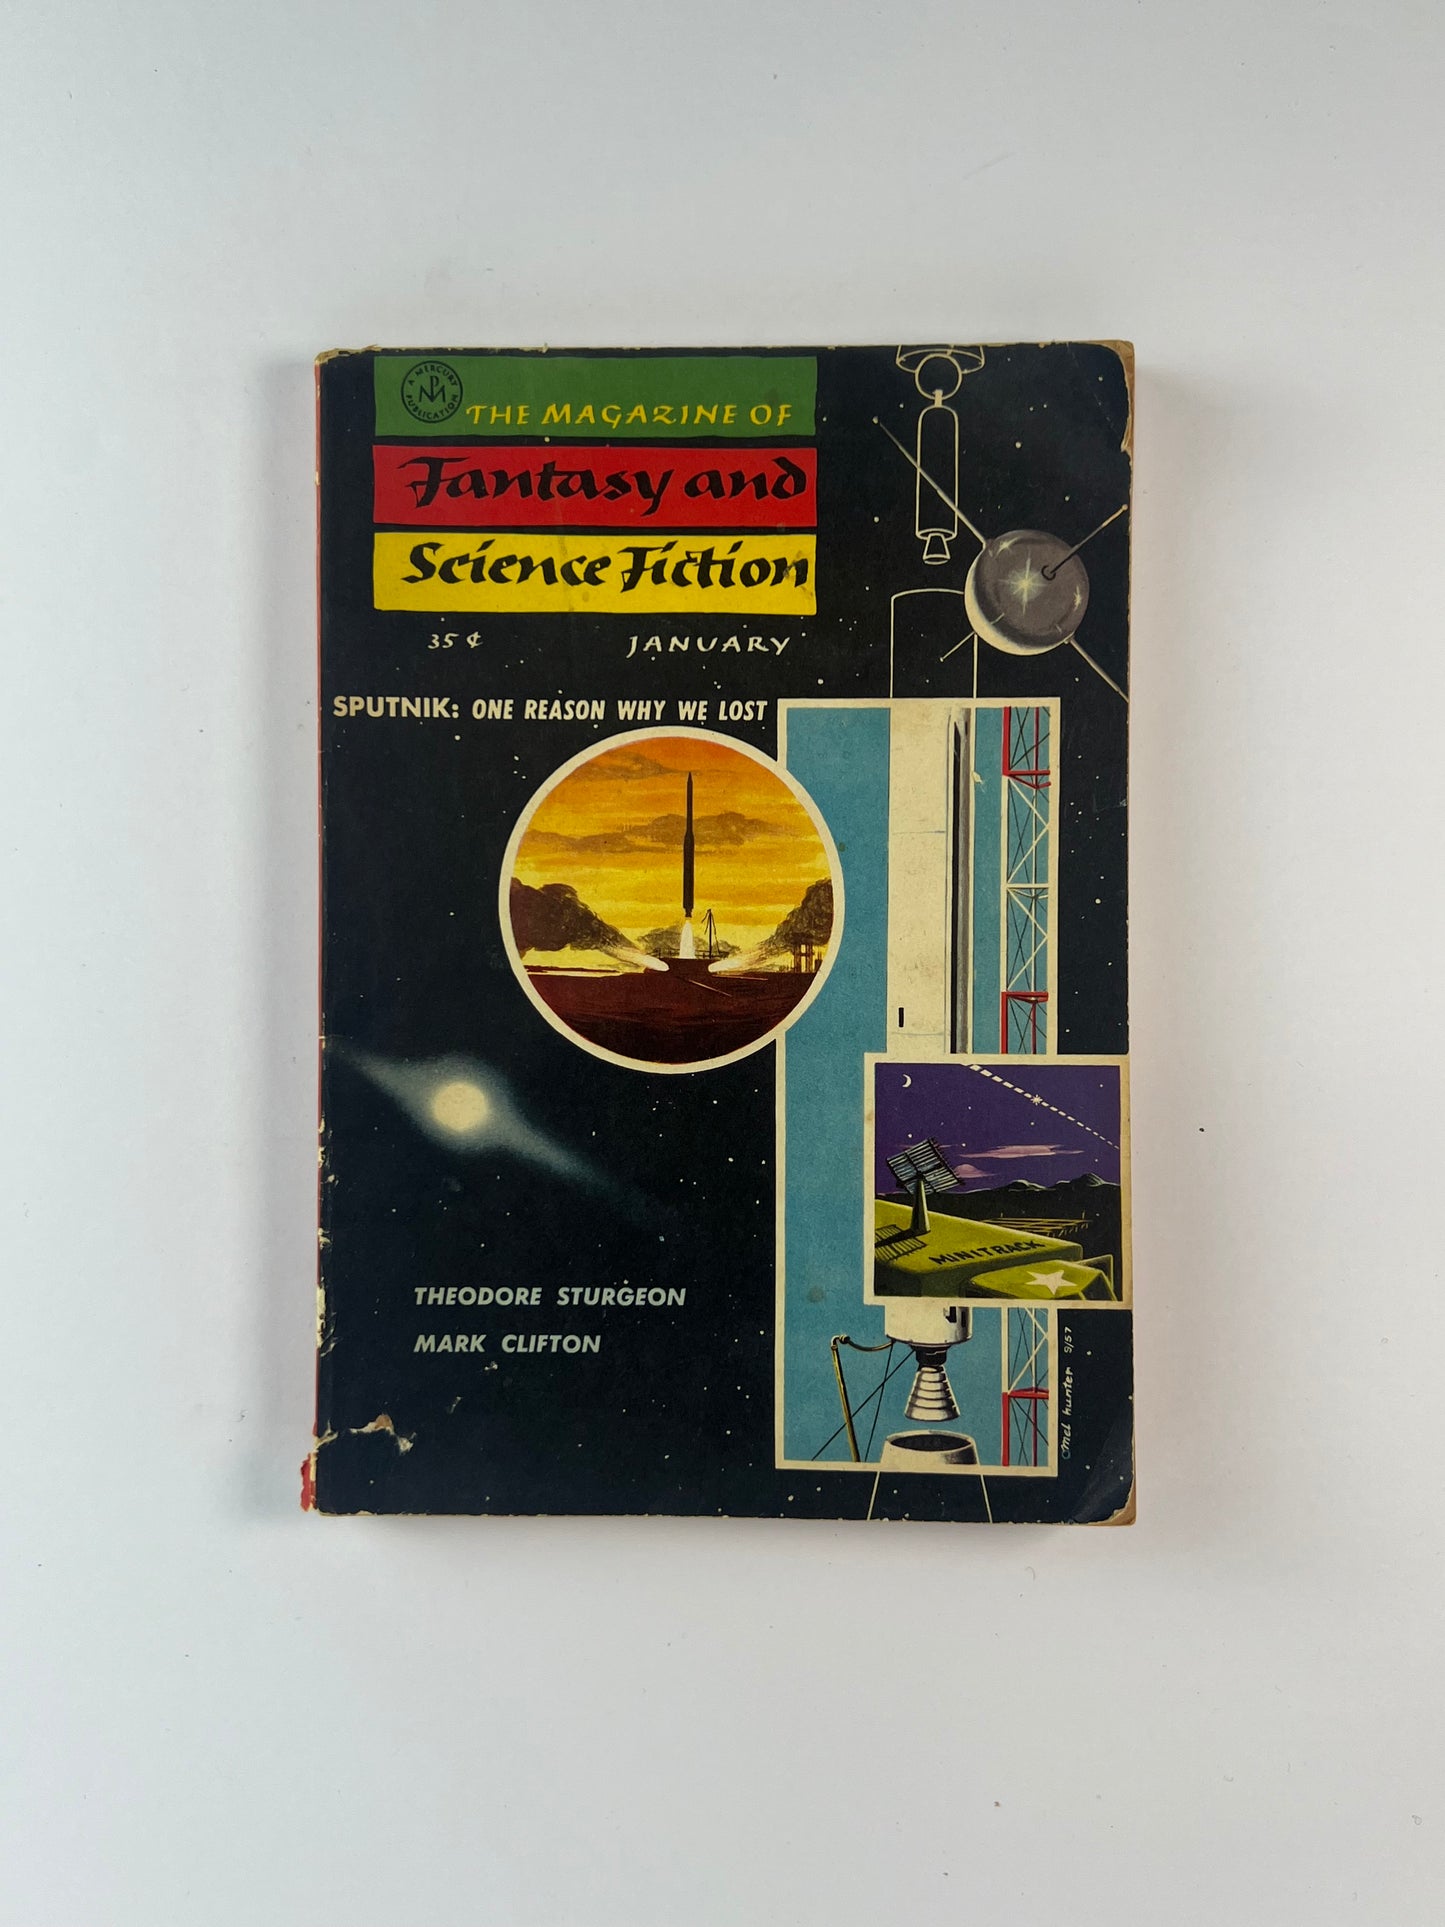 A MERCURY PUBLICATION
PM
THE MAGAZINE OF
Fantasy and
Science Fiction
35¢ JANUARY
SPUTNIK: ONE REASON WHY WE LOST
MINITRACK
THEODORE STURGEON
MARK CLIFTON
mel hunter 9/57